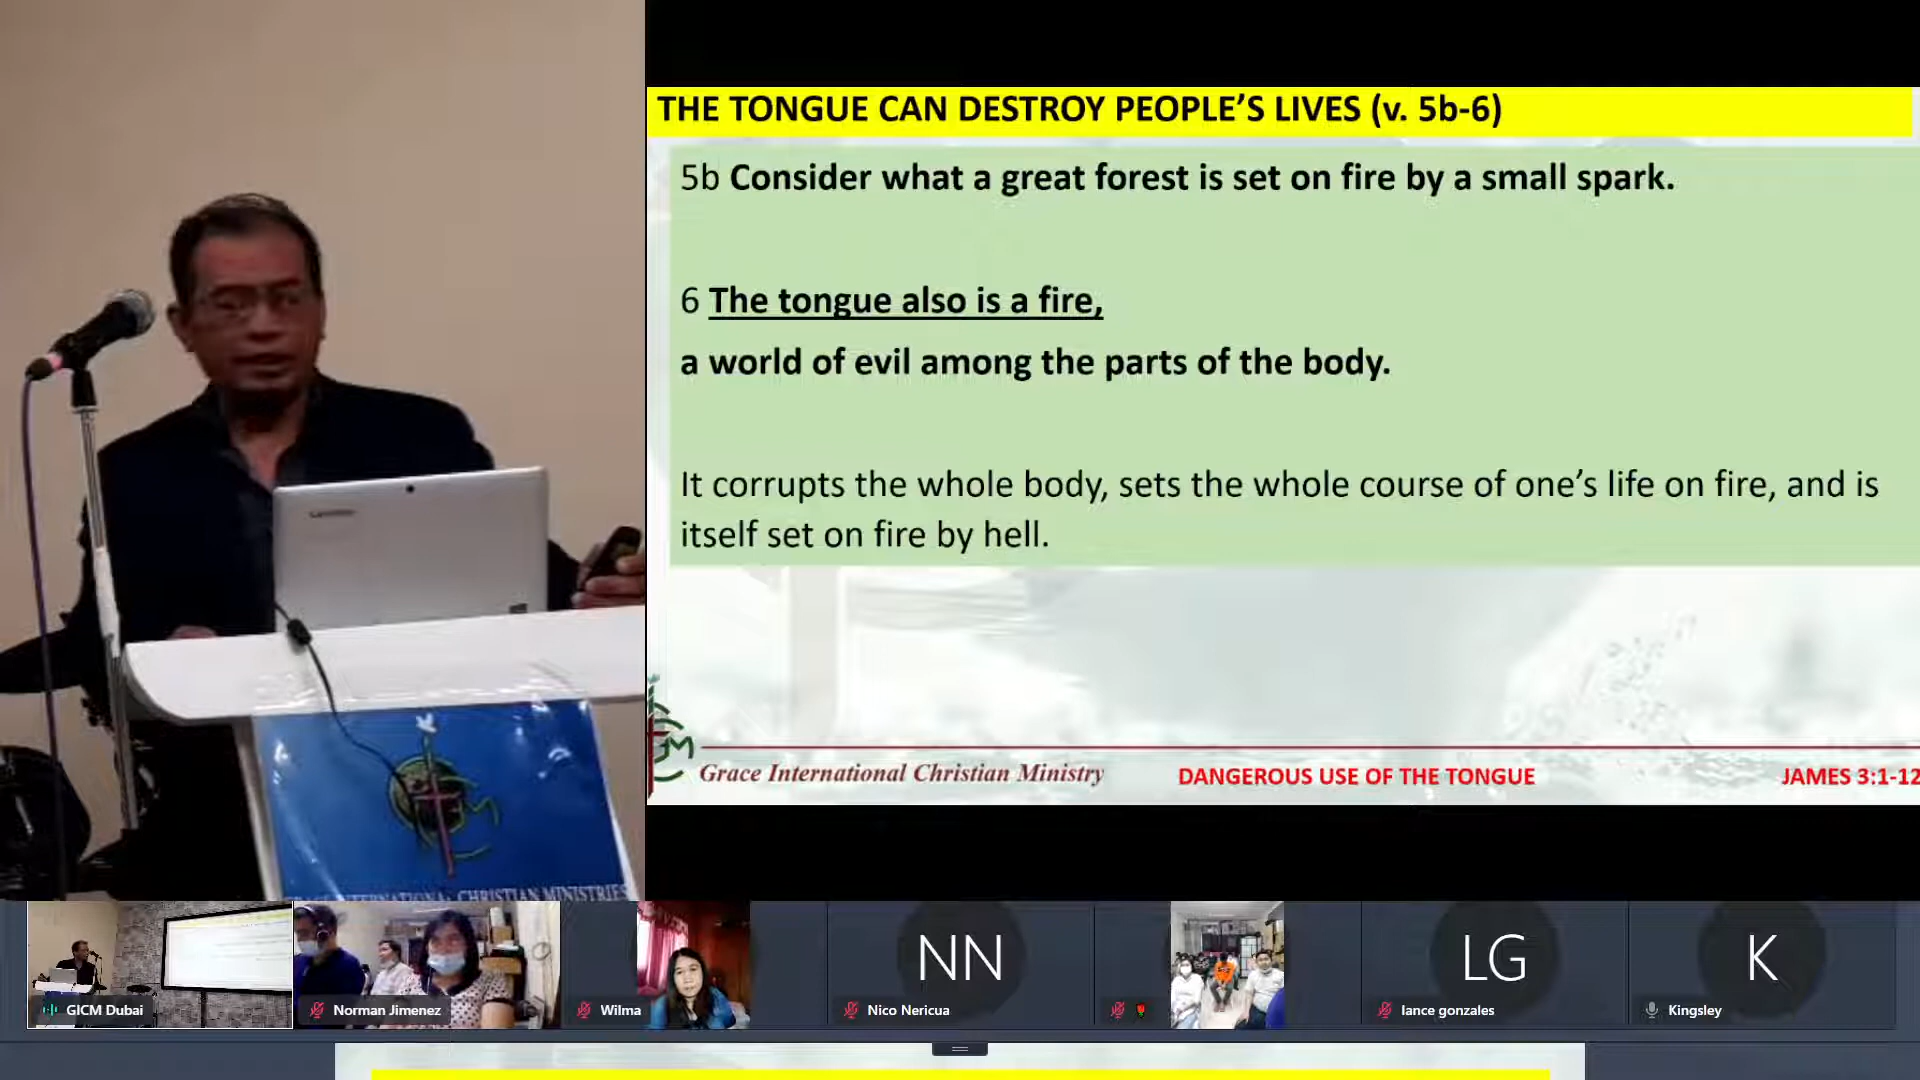 THE TONGUE CAN DESTROY PEOPLE’S LIVES (v. 5b-6)
5b Consider what a great forest is set on fire by a small spark.
6 The tongue also is a fire,
a world of evil among the parts of the body.
It corrupts the whole body, sets the whole course of one’s life on fire, and is
itself set on fire by hell.
Grace International Christian Ministry
DANGEROUS USE OF THE TONGUE
JAMES 3:1-12
Lenovo
INTERNATIONAL CHRISTIAN MINISTRIES
GICM Dubai
Norman Jimenez
Wilma
NN
Nico Nericua
LG
lance gonzales
K
Kingsley